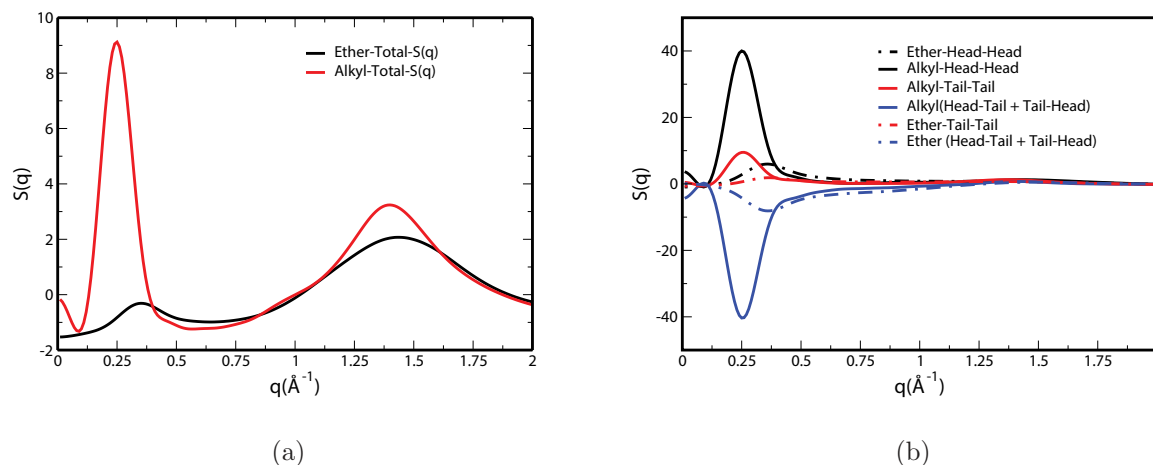 10
8
6
4
2
0
-2
S(q)
Ether-Total-S(q)
Alkyl-Total-S(q)
0 0.25 0.5 0.75 1 1.25 1.5 1.75 2
q(Å⁻¹)
(a)
40
20
0
-20
-40
S(q)
Ether-Head-Head
Alkyl-Head-Head
Alkyl-Tail-Tail
Alkyl(Head-Tail + Tail-Head)
Ether-Tail-Tail
Ether (Head-Tail + Tail-Head)
0 0.25 0.5 0.75 1 1.25 1.5 1.75
q(Å⁻¹)
(b)